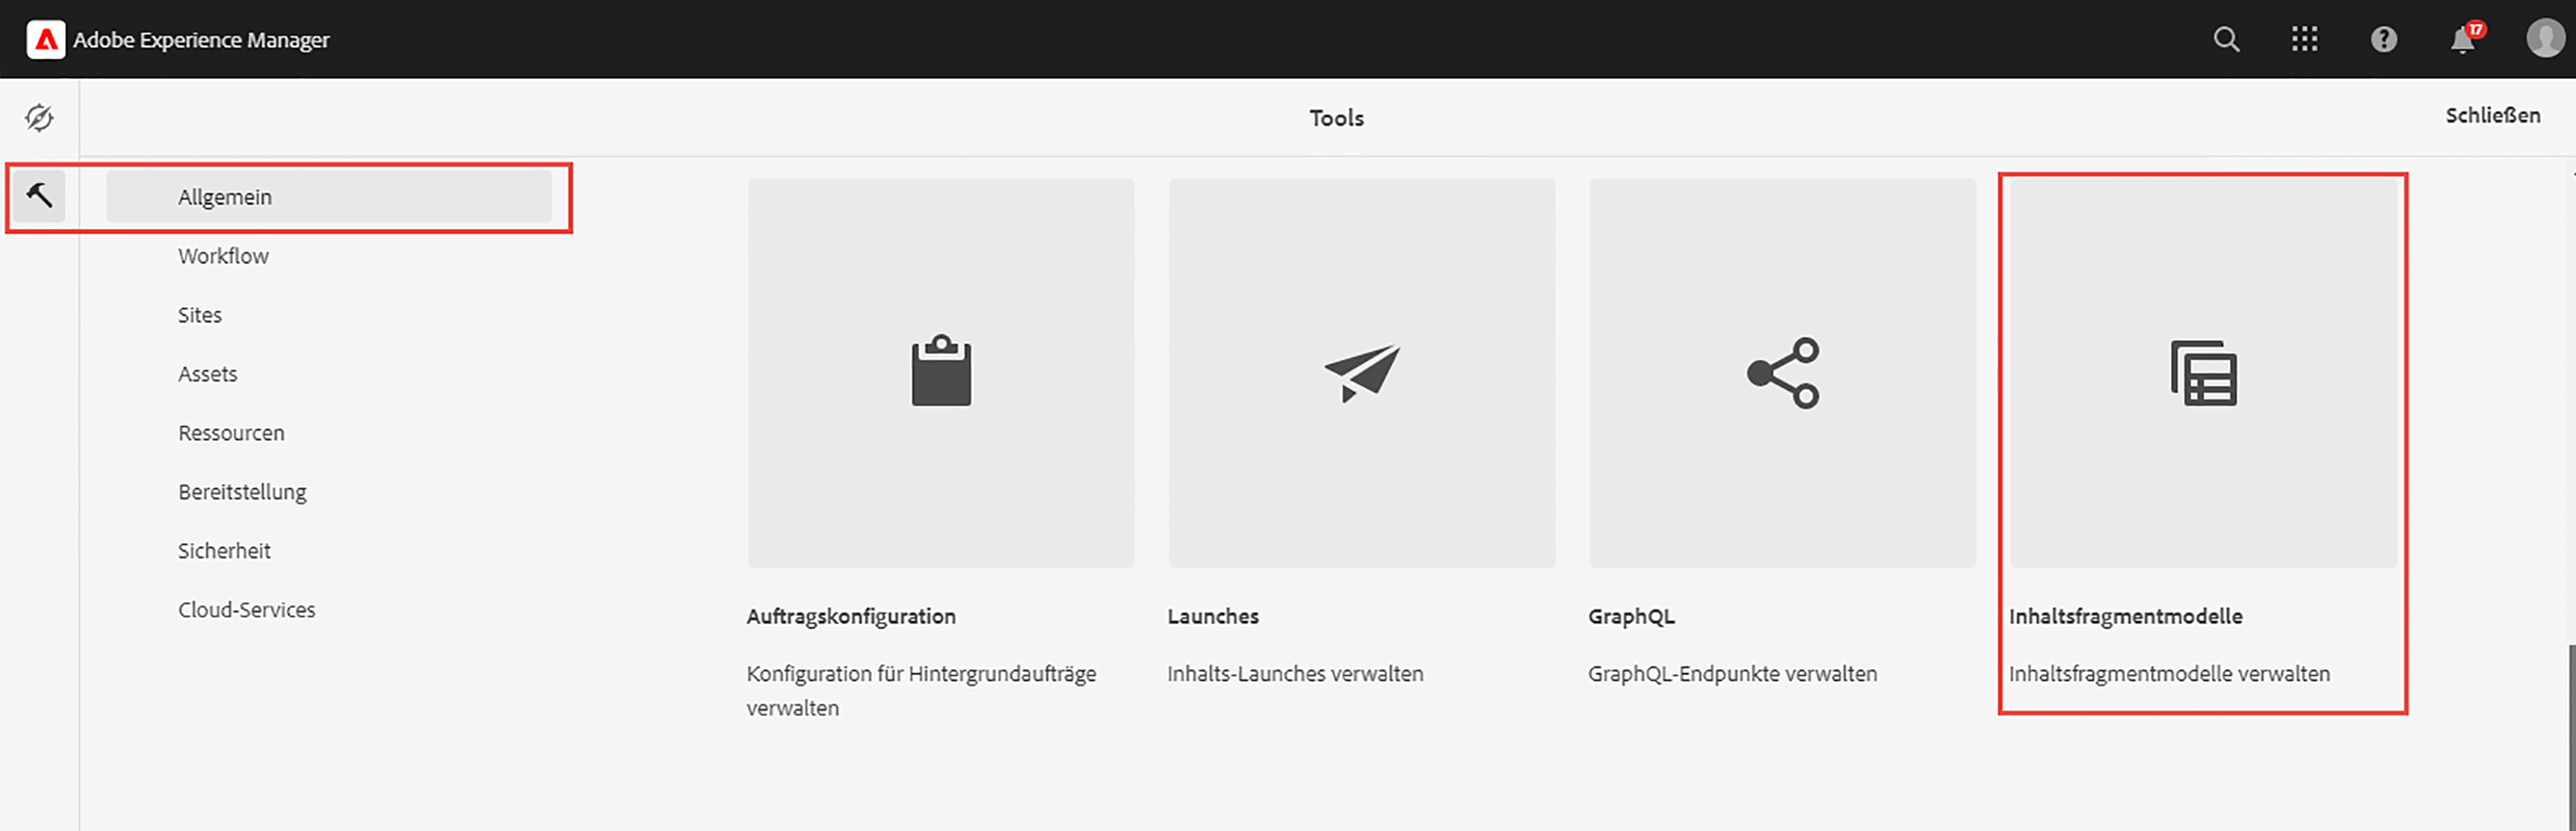 Adobe Experience Manager
17
Tools
Schließen
Allgemein
Workflow
Sites
Assets
Ressourcen
Bereitstellung
Sicherheit
Cloud-Services
Auftragskonfiguration
Konfiguration für Hintergrundaufträge
verwalten
Launches
Inhalts-Launches verwalten
GraphQL
GraphQL-Endpunkte verwalten
Inhaltsfragmentmodelle
Inhaltsfragmentmodelle verwalten